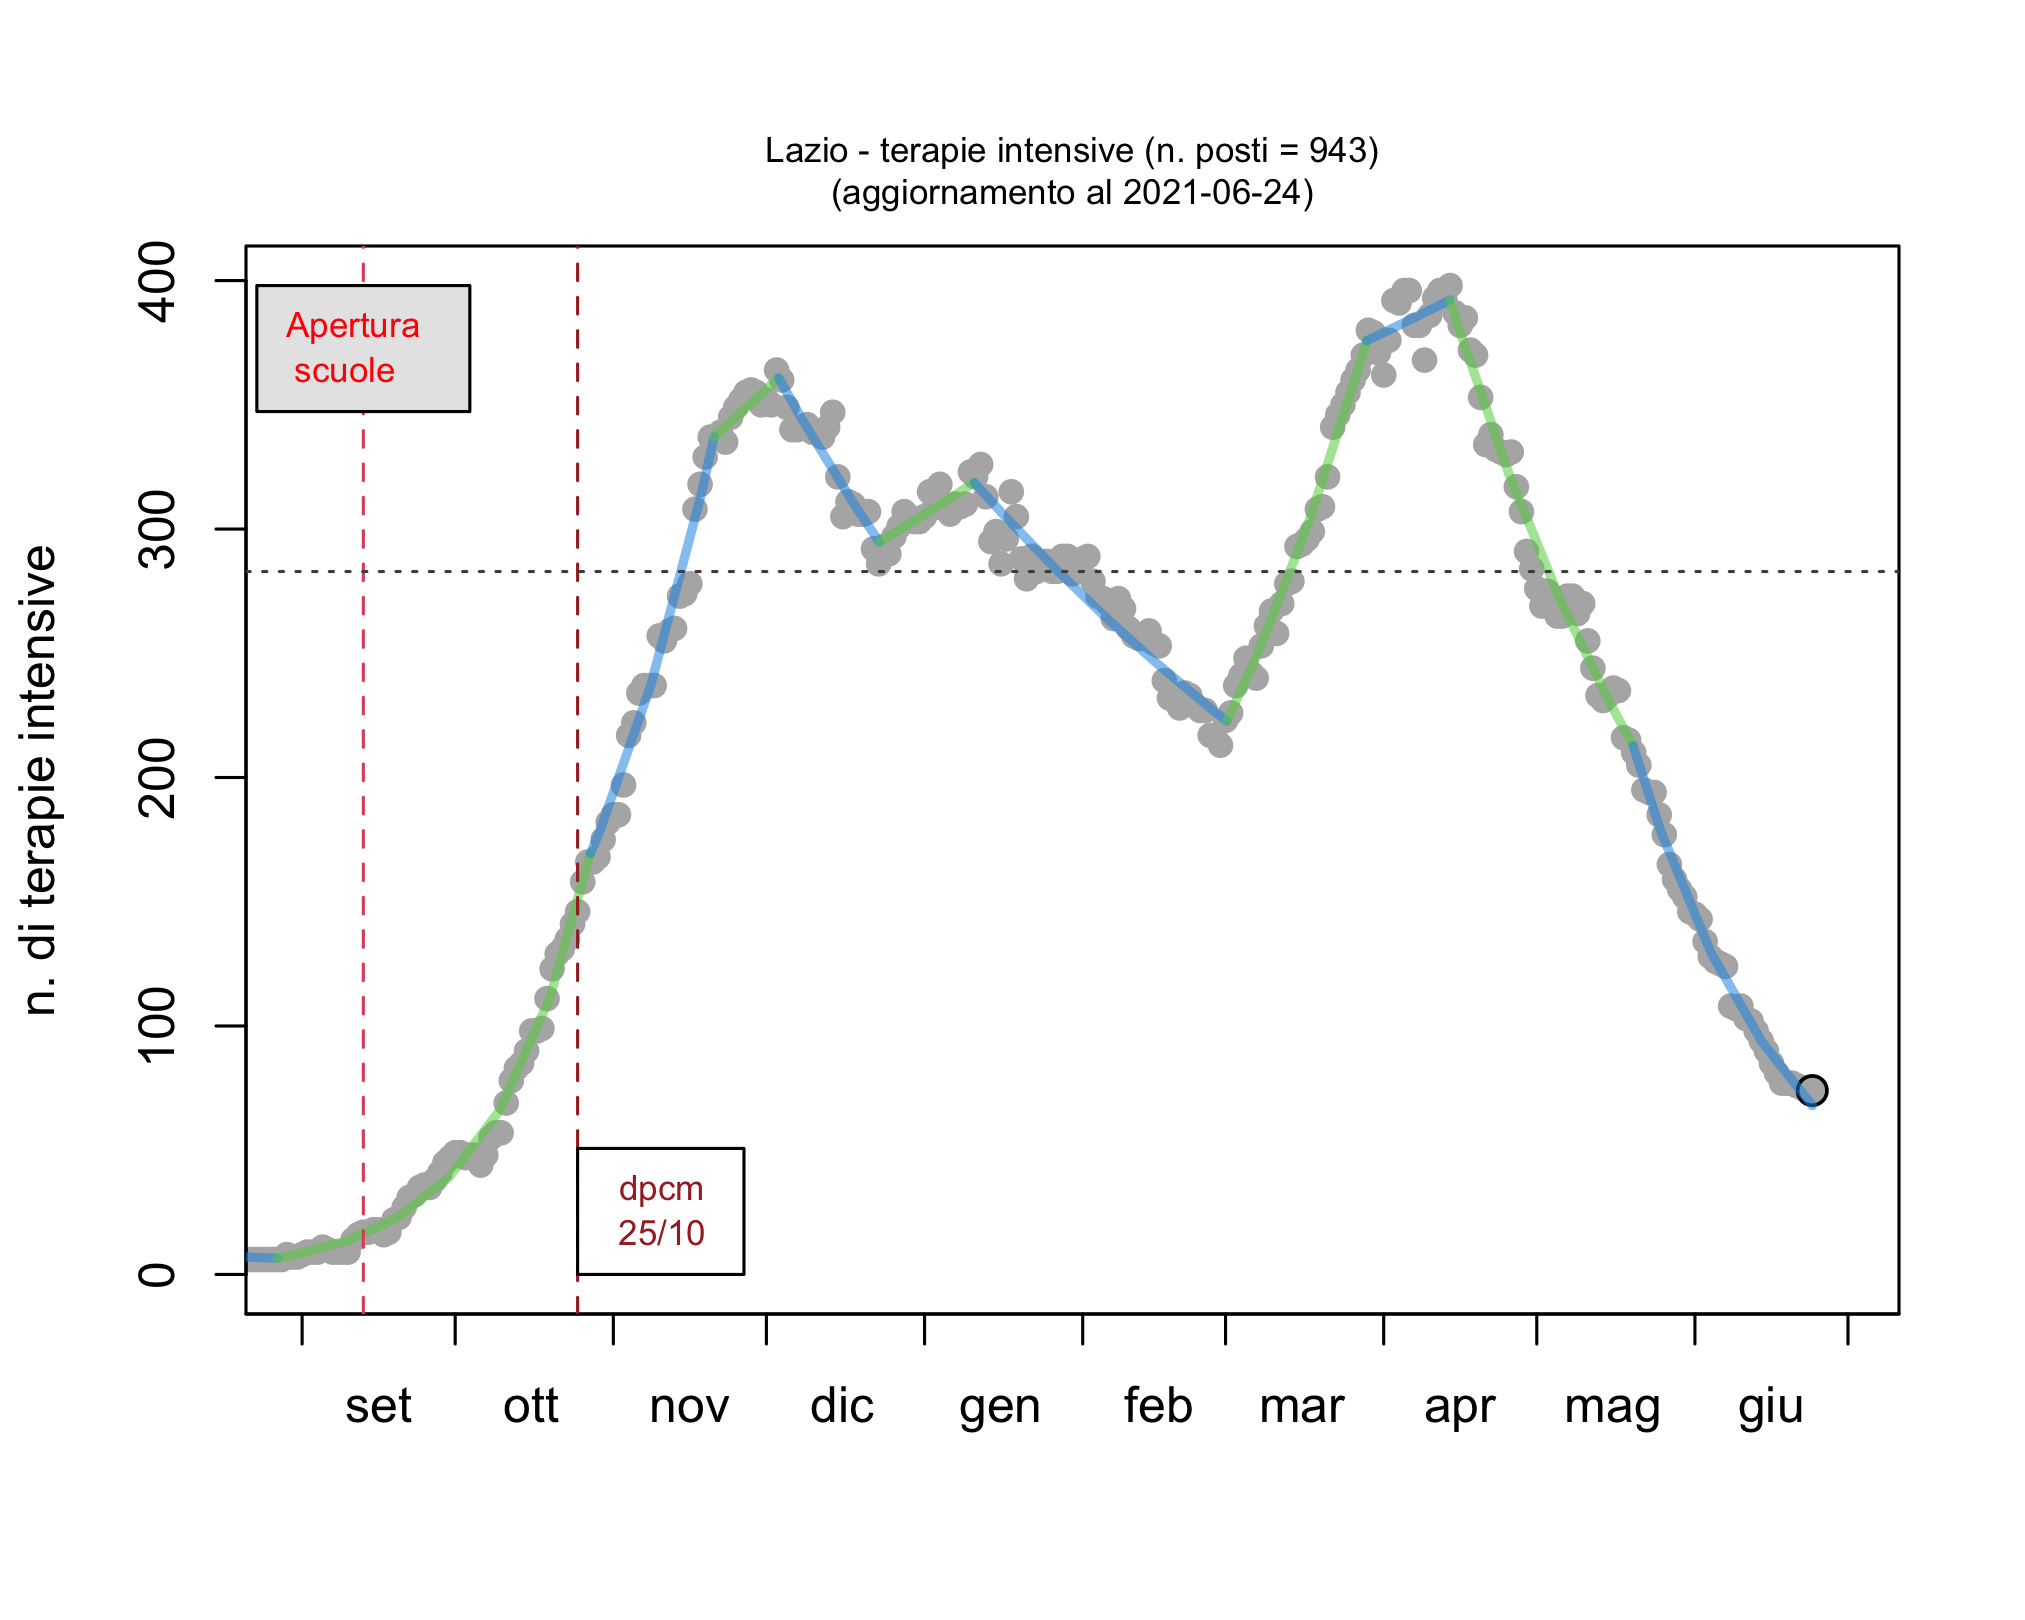 Lazio - terapie intensive (n. posti = 943)
(aggiornamento al 2021-06-24)
n. di terapie intensive
400
300
200
100
0
Apertura
scuole
dpcm
25/10
set ott nov dic gen feb mar apr mag giu